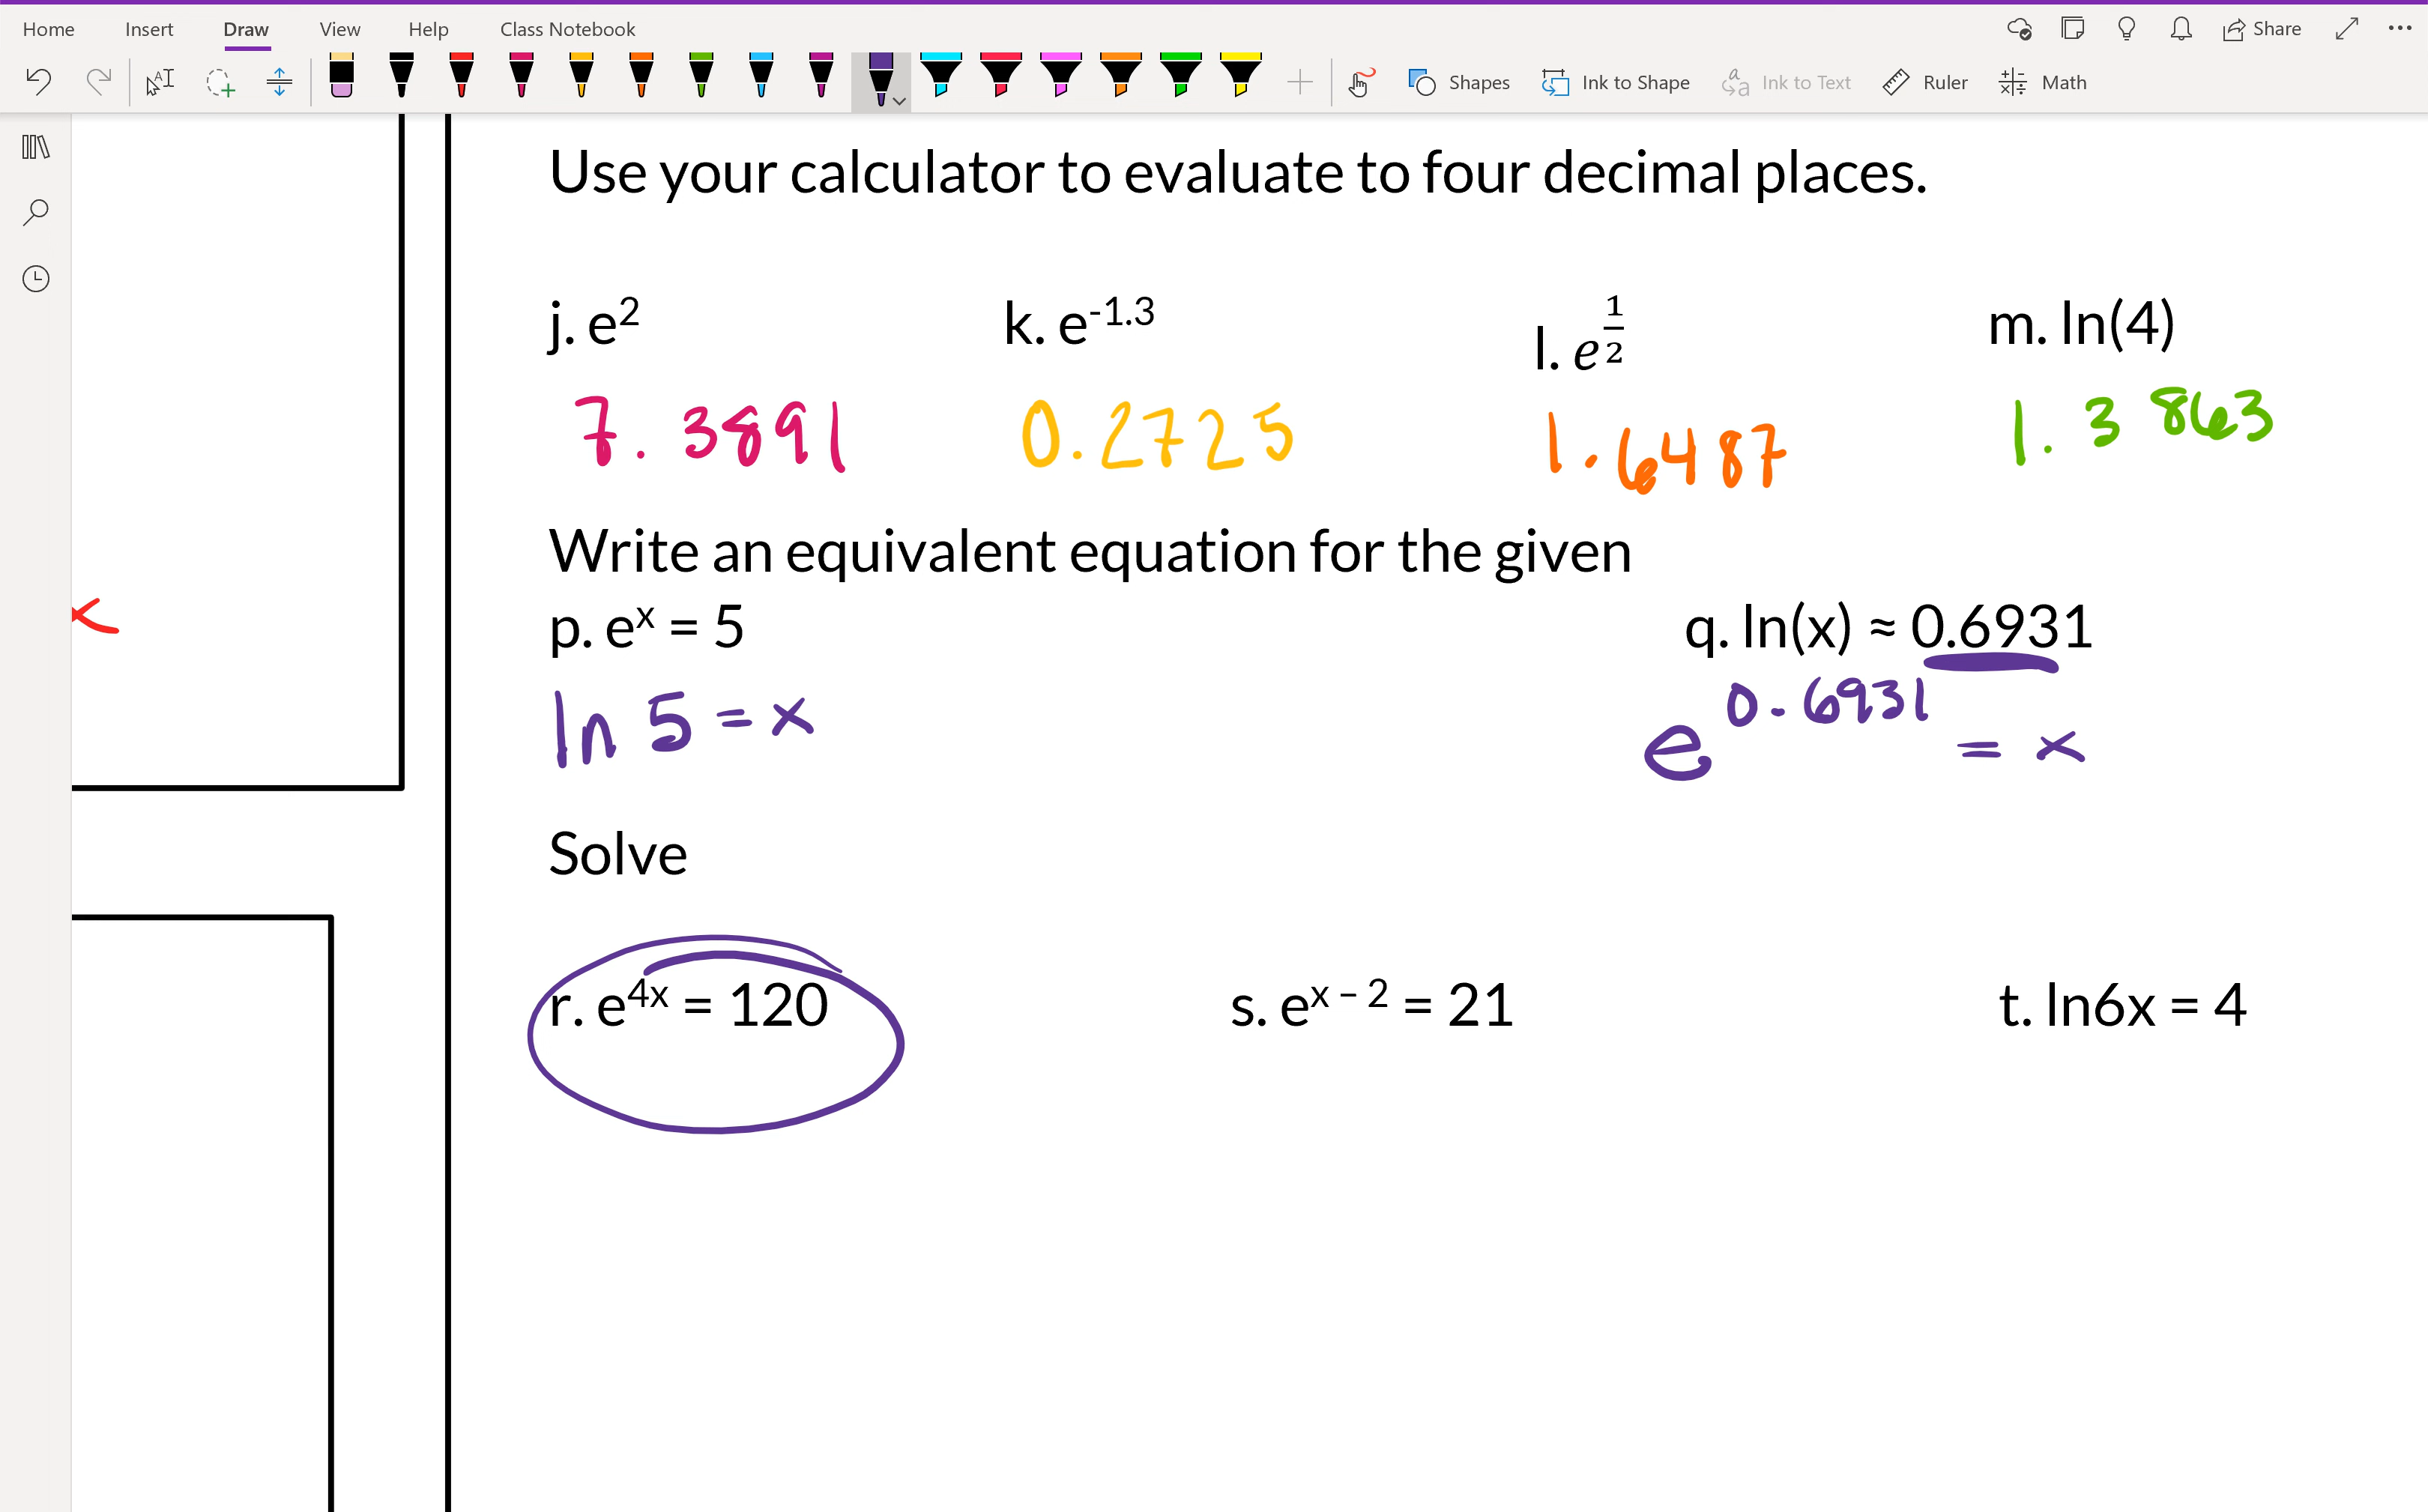 Home Insert Draw View Help Class Notebook Share
Shapes Ink to Shape Ink to Text Ruler Math
Use your calculator to evaluate to four decimal places.
j. e² k. e⁻¹·³ l. e^(1/2) m. ln(4)
7.3891 0.2725 1.6487 1.3863
Write an equivalent equation for the given
p. eˣ = 5 q. ln(x) ≈ 0.6931
ln 5 = x e^0.6931 = x
Solve
r. e⁴ˣ = 120 s. eˣ ⁻ ² = 21 t. ln6x = 4
x